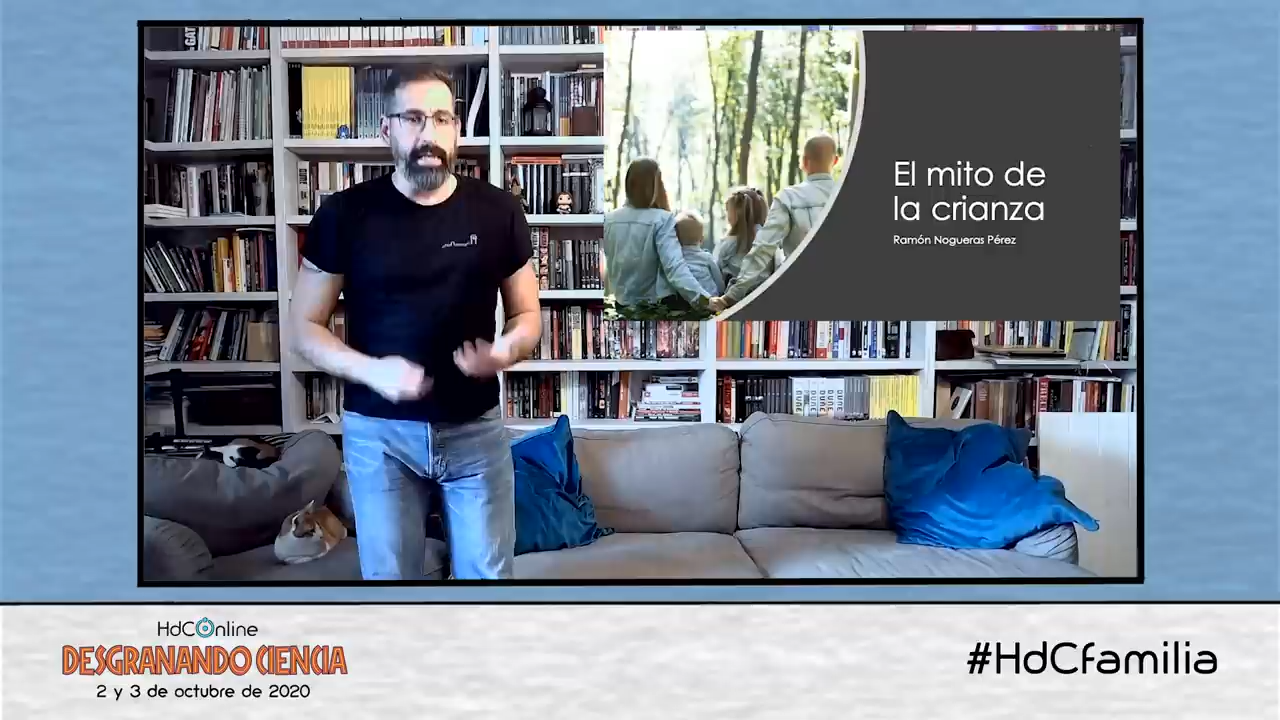 El mito de
la crianza
Ramón Nogueras Pérez
HdCOnline
DESGRANANDO CIENCIA
2 y 3 de octubre de 2020
#HdCfamilia